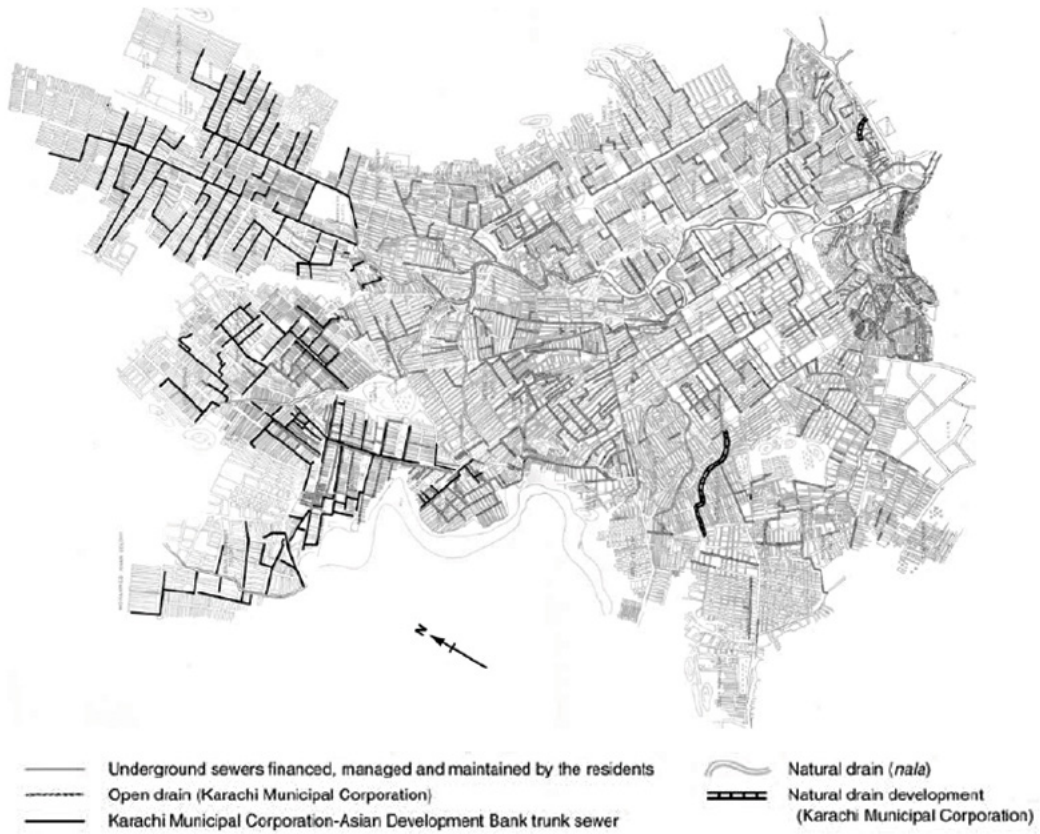 N
Underground sewers financed, managed and maintained by the residents
Open drain (Karachi Municipal Corporation)
Karachi Municipal Corporation-Asian Development Bank trunk sewer
Natural drain (nala)
Natural drain development
(Karachi Municipal Corporation)